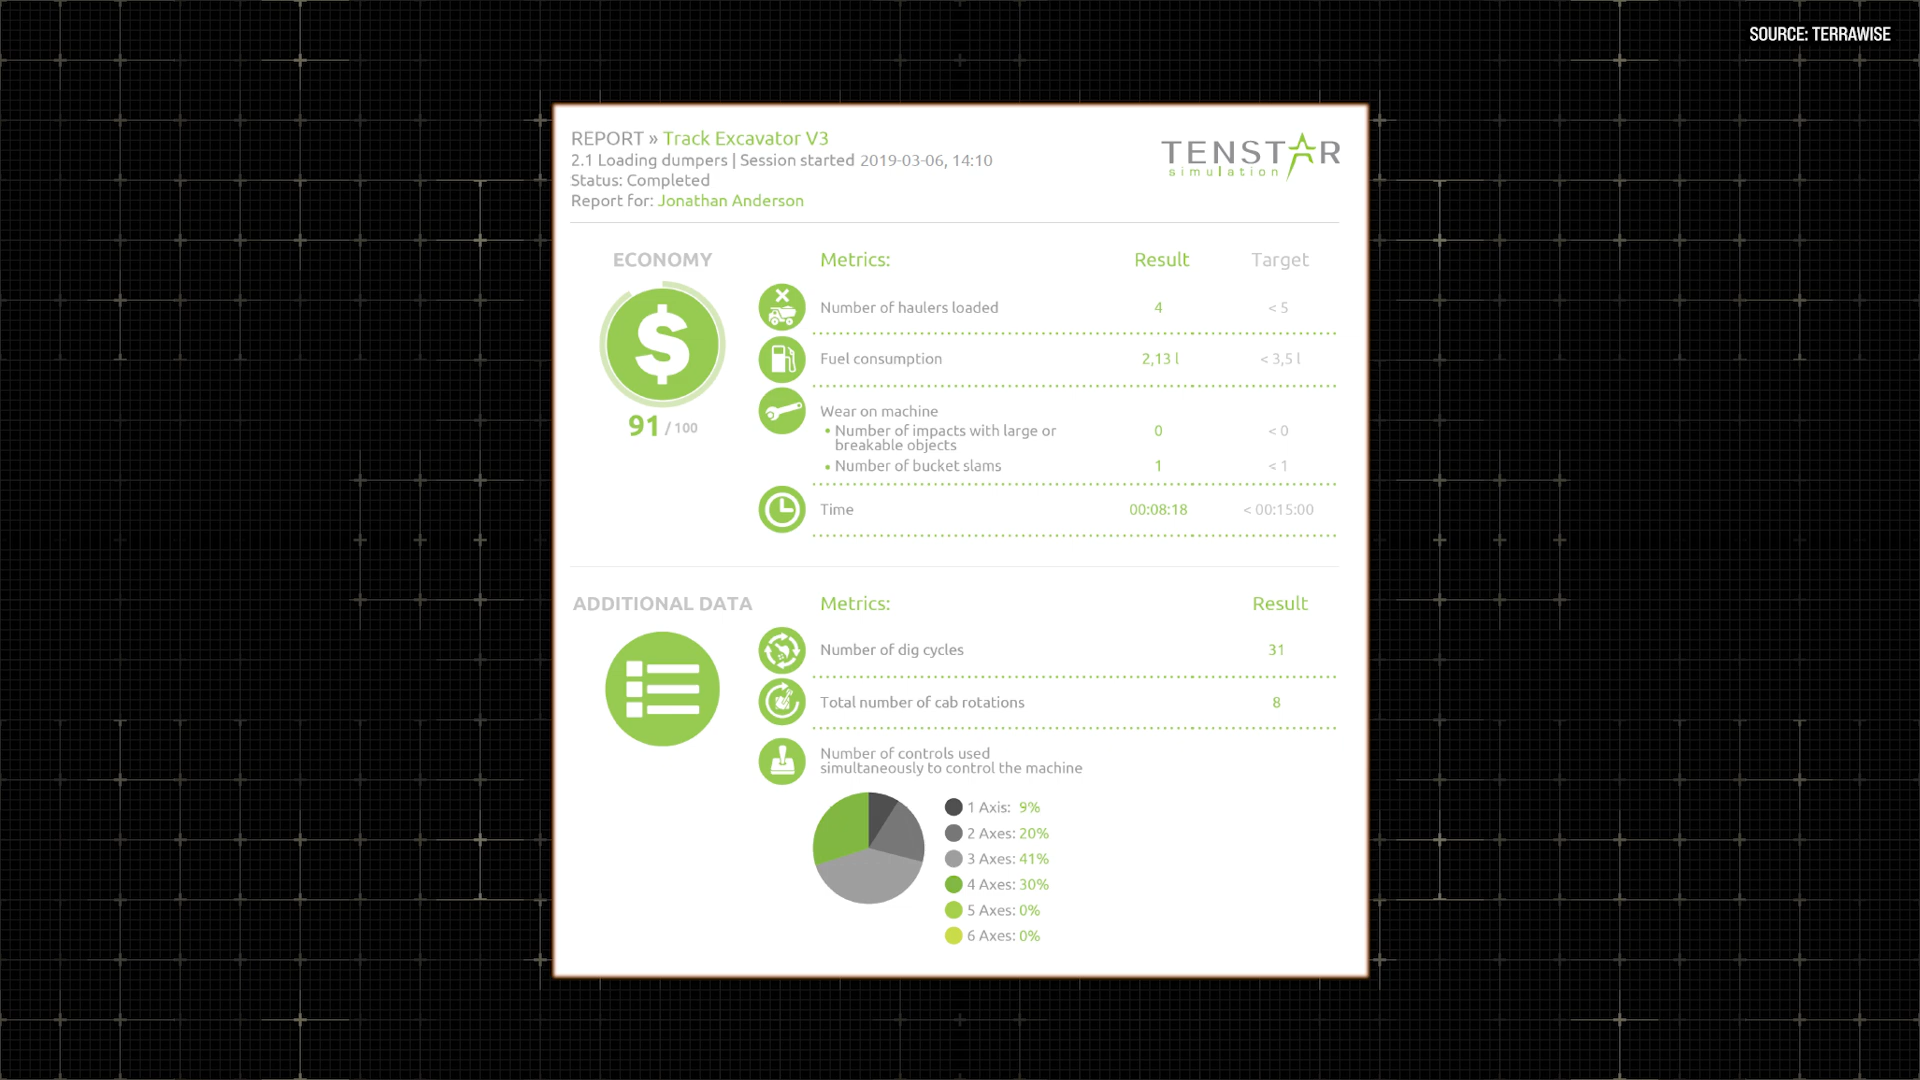 SOURCE: TERRAWISE
REPORT » Track Excavator V3
2.1 Loading dumpers | Session started 2019-03-06, 14:10
Status: Completed
Report for: Jonathan Anderson
TENSTAR
simulation
ECONOMY
91 / 100
Metrics: Result Target
Number of haulers loaded 4 < 5
Fuel consumption 2,13 l < 3,5 l
Wear on machine
• Number of impacts with large or 0 < 0
breakable objects
• Number of bucket slams 1 < 1
Time 00:08:18 < 00:15:00
ADDITIONAL DATA
Metrics: Result
Number of dig cycles 31
Total number of cab rotations 8
Number of controls used
simultaneously to control the machine
1 Axis: 9%
2 Axes: 20%
3 Axes: 41%
4 Axes: 30%
5 Axes: 0%
6 Axes: 0%